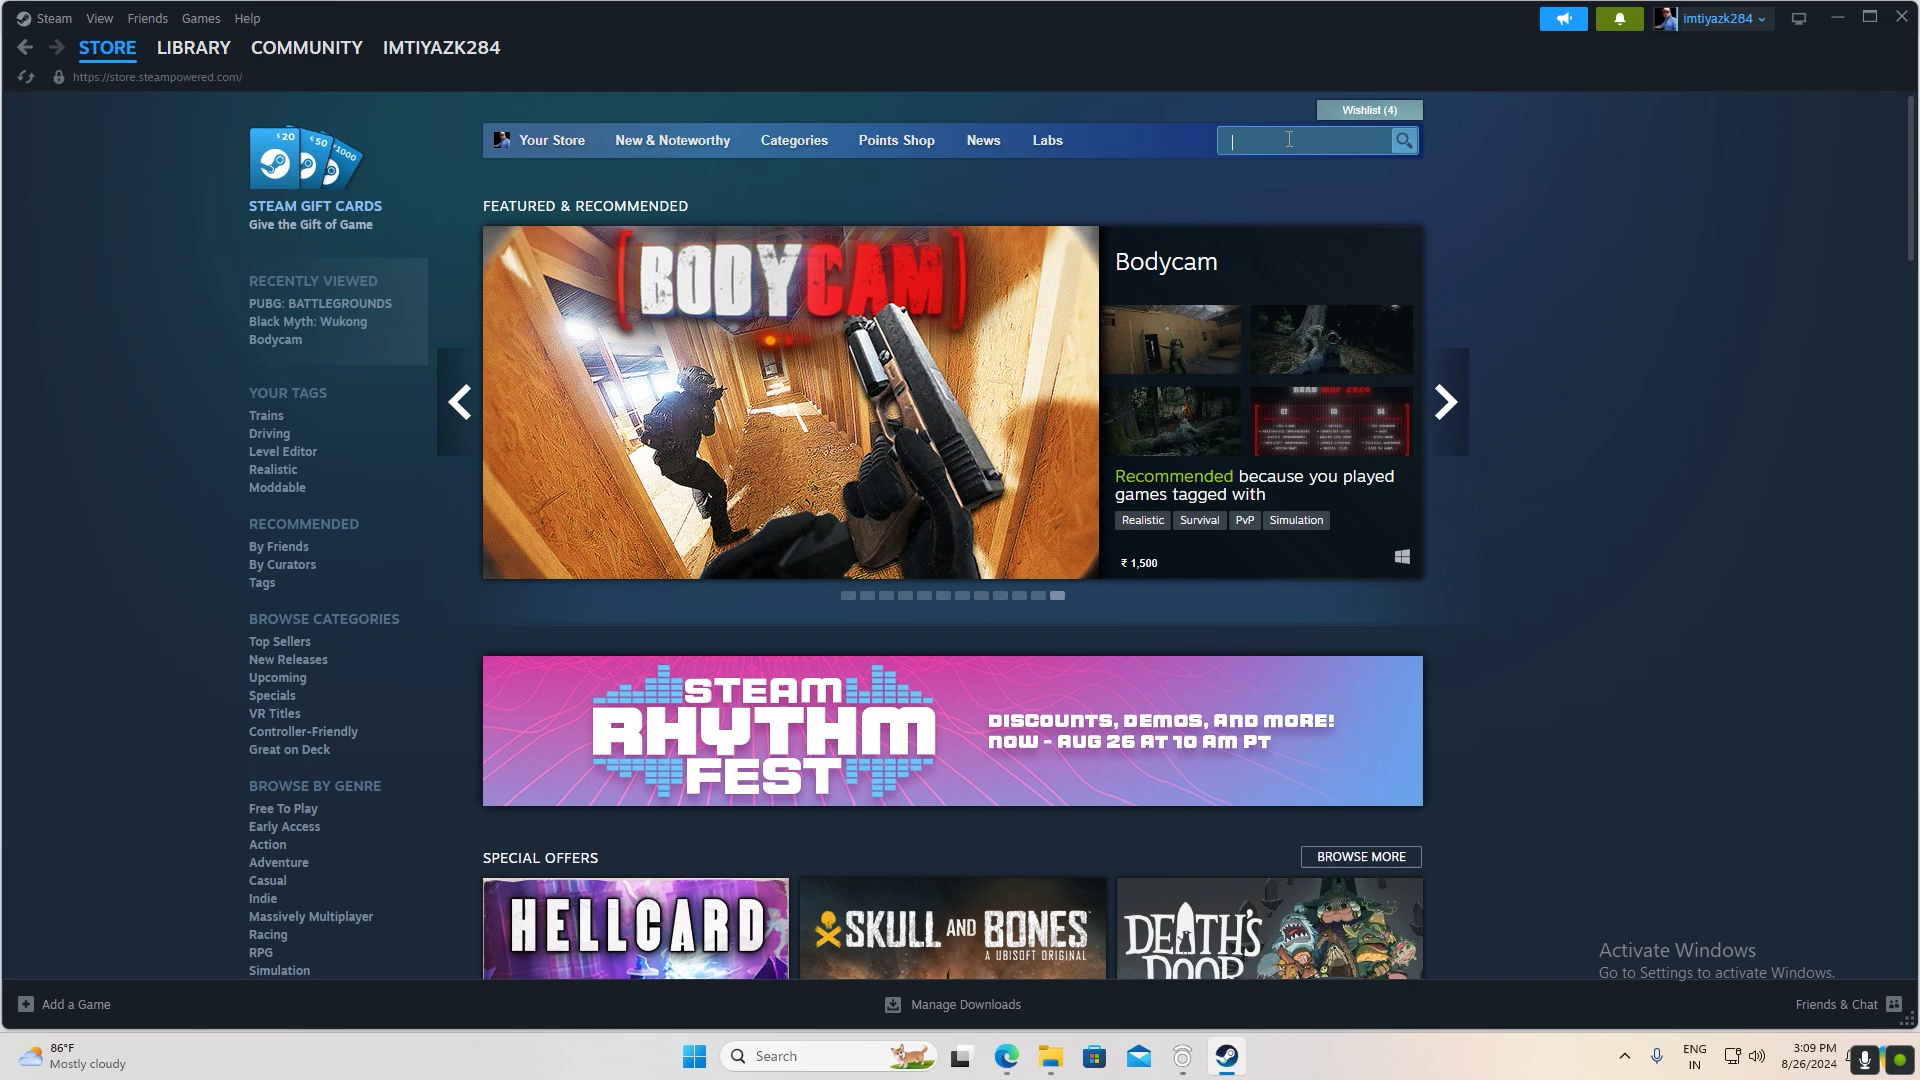 Steam View Friends Games Help
imtiyazk284
STORE LIBRARY COMMUNITY IMTIYAZK284
https://store.steampowered.com/
Wishlist (4)
Your Store New & Noteworthy Categories Points Shop News Labs
$20 €50
STEAM GIFT CARDS
Give the Gift of Game
RECENTLY VIEWED
PUBG: BATTLEGROUNDS
Black Myth: Wukong
Bodycam
YOUR TAGS
Trains
Driving
Level Editor
Realistic
Moddable
RECOMMENDED
By Friends
By Curators
Tags
BROWSE CATEGORIES
Top Sellers
New Releases
Upcoming
Specials
VR Titles
Controller-Friendly
Great on Deck
BROWSE BY GENRE
Free To Play
Early Access
Action
Adventure
Casual
Indie
Massively Multiplayer
Racing
RPG
Simulation
FEATURED & RECOMMENDED
BODYCAM
Bodycam
ROAD MAP 2024
Recommended because you played
games tagged with
Realistic Survival PvP Simulation
₹ 1,500
STEAM
RHYTHM
FEST
DISCOUNTS, DEMOS, AND MORE!
NOW - AUG 26 AT 10 AM PT
SPECIAL OFFERS
BROWSE MORE
HELLCARD
SKULL AND BONES
A UBISOFT ORIGINAL
DEATH'S
DOOR
Activate Windows
Go to Settings to activate Windows.
Add a Game
Manage Downloads
Friends & Chat
86°F
Mostly cloudy
Search
ENG
IN
3:09 PM
8/26/2024